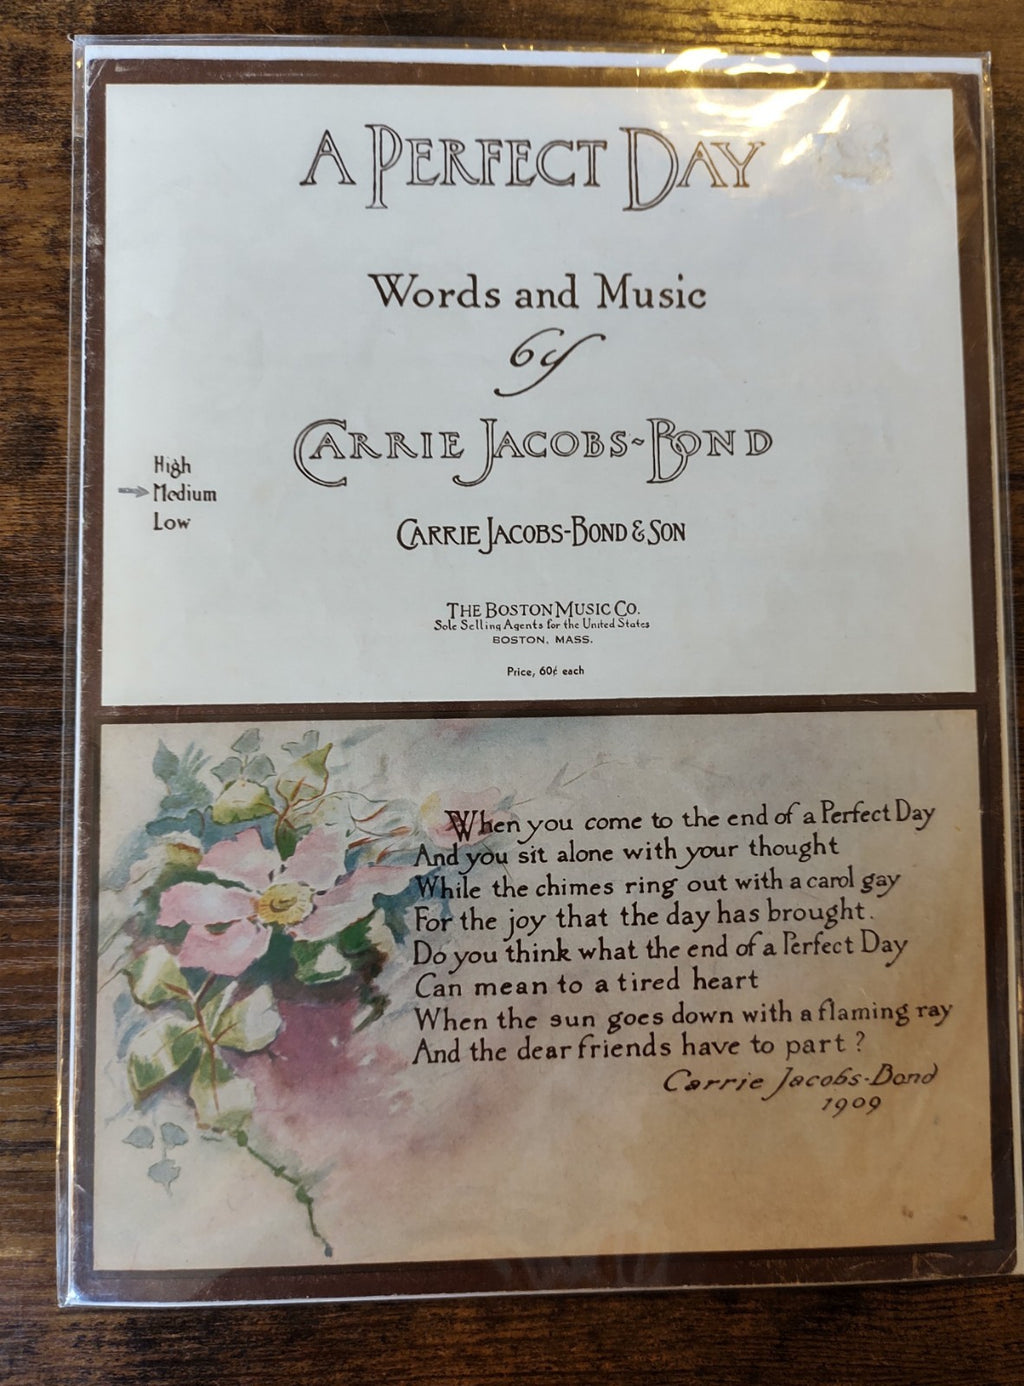 A PERFECT DAY
Words and Music
by
CARRIE JACOBS-BOND
High
Medium
Low
CARRIE JACOBS-BOND & SON
THE BOSTON MUSIC CO.
Sole Selling Agents for the United States
BOSTON, MASS.
Price, 60¢ each
When you come to the end of a Perfect Day
And you sit alone with your thought
While the chimes ring out with a carol gay
For the joy that the day has brought.
Do you think what the end of a Perfect Day
Can mean to a tired heart
When the sun goes down with a flaming ray
And the dear friends have to part?
Carrie Jacobs-Bond
1909